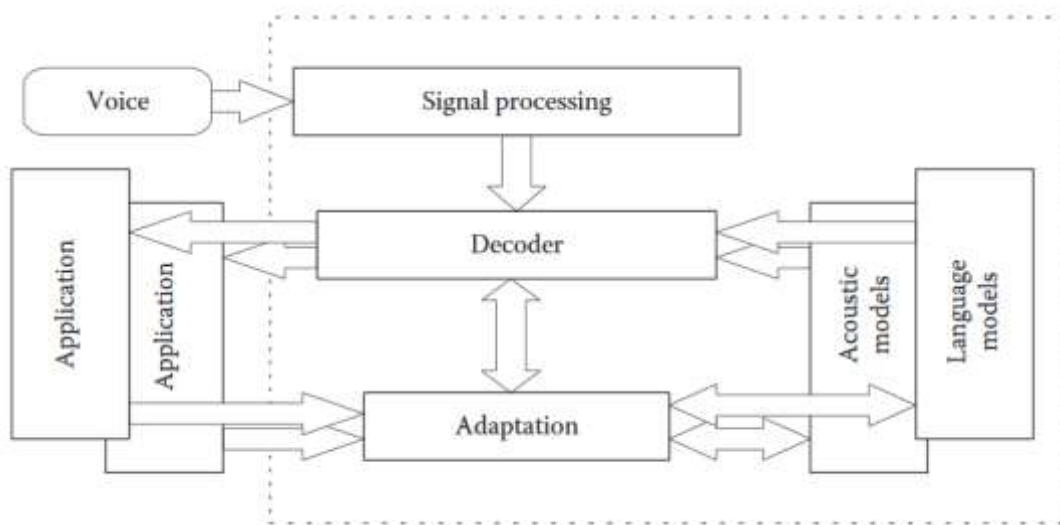 Voice
Signal processing
Decoder
Application
Application
Acoustic
models
Language
models
Adaptation